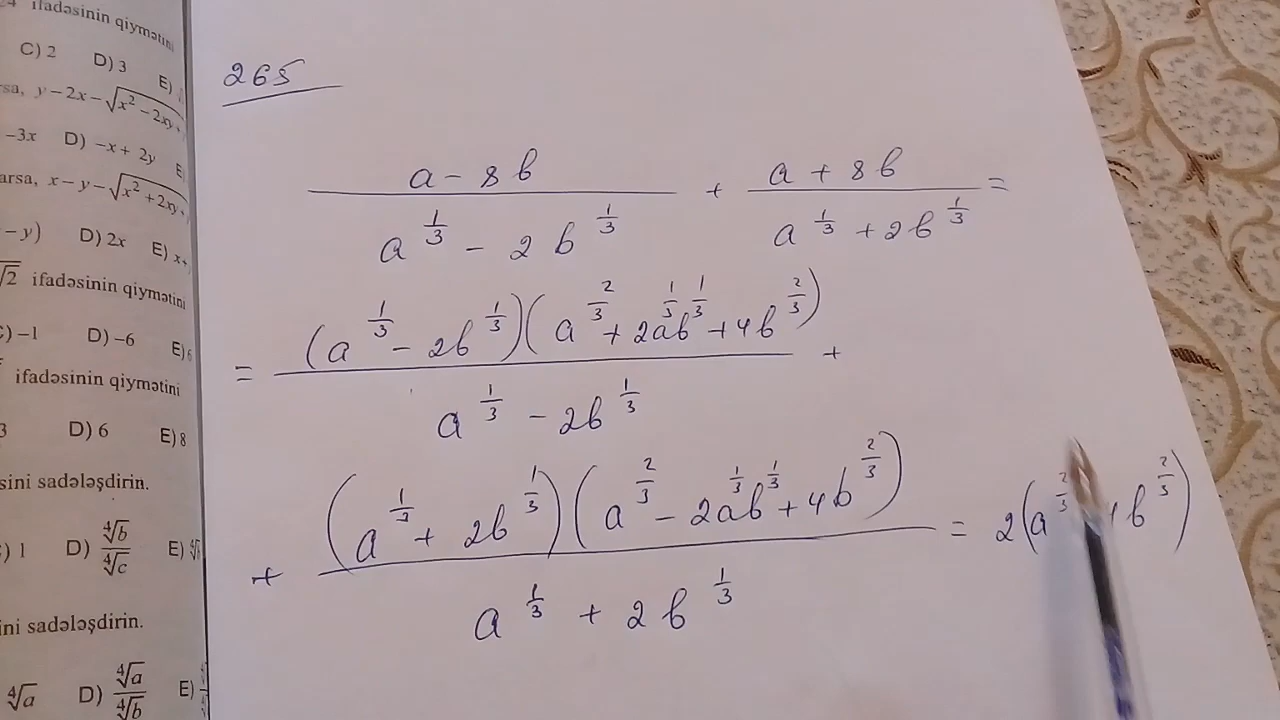 ifadəsinin qiymətini
C) 2 D) 3 E)
y – 2x – √x² – 2xy
–3x D) –x + 2y E
arsa, x – y – √x² + 2xy
– y) D) 2x E) x+
√2 ifadəsinin qiymətini
) –1 D) –6 E) 6
ifadəsinin qiymətini
3 D) 6 E) 8
sini sadələşdirin.
) 1 D) ∜b/∜c E)
ini sadələşdirin.
∜a D) ∜a/∜b E)
265
(a – 8b)/(a^(1/3) – 2b^(1/3)) + (a + 8b)/(a^(1/3) + 2b^(1/3)) =
= (a^(1/3) – 2b^(1/3))(a^(2/3) + 2a^(1/3)b^(1/3) + 4b^(2/3))/(a^(1/3) – 2b^(1/3)) +
+ (a^(1/3) + 2b^(1/3))(a^(2/3) – 2a^(1/3)b^(1/3) + 4b^(2/3))/(a^(1/3) + 2b^(1/3)) = 2(a^(2/3) b^(2/3))